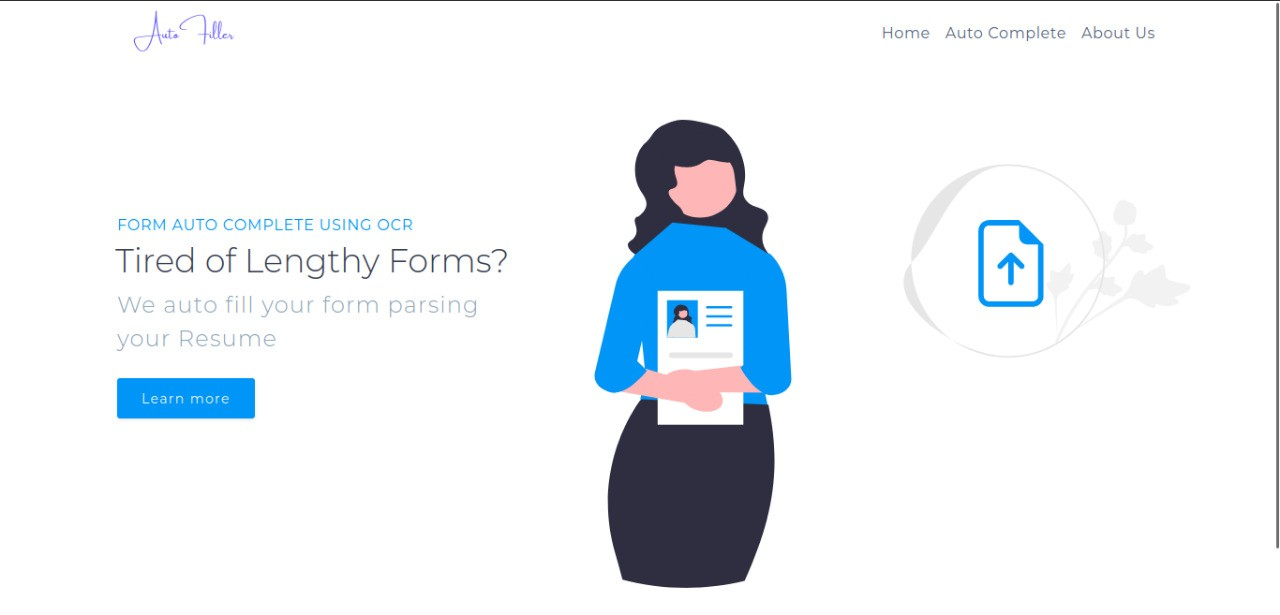 Auto Filler
Home Auto Complete About Us
FORM AUTO COMPLETE USING OCR
Tired of Lengthy Forms?
We auto fill your form parsing
your Resume
Learn more